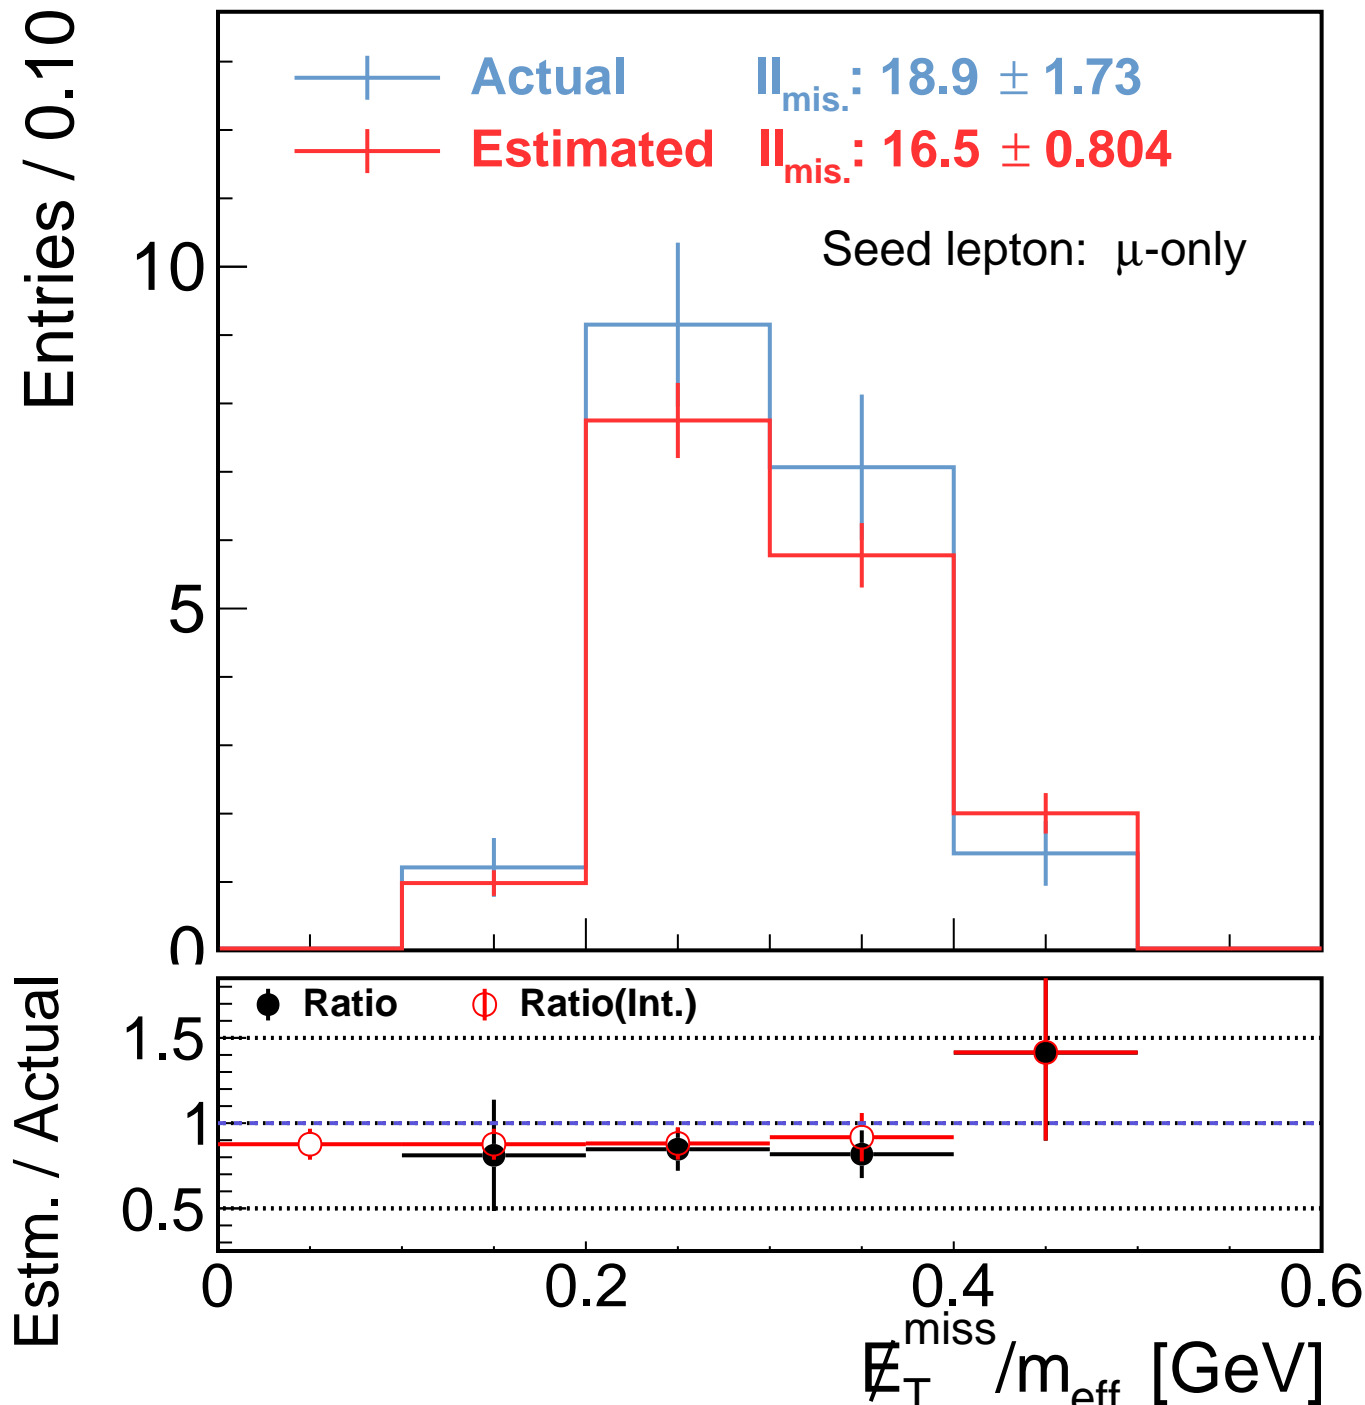 Entries / 0.10
Actual ll_mis.: 18.9 ± 1.73
Estimated ll_mis.: 16.5 ± 0.804
Seed lepton: μ-only
10
5
0
Estm. / Actual
Ratio Ratio(Int.)
1.5
1
0.5
0 0.2 0.4 0.6
E̸_T^miss/m_eff [GeV]